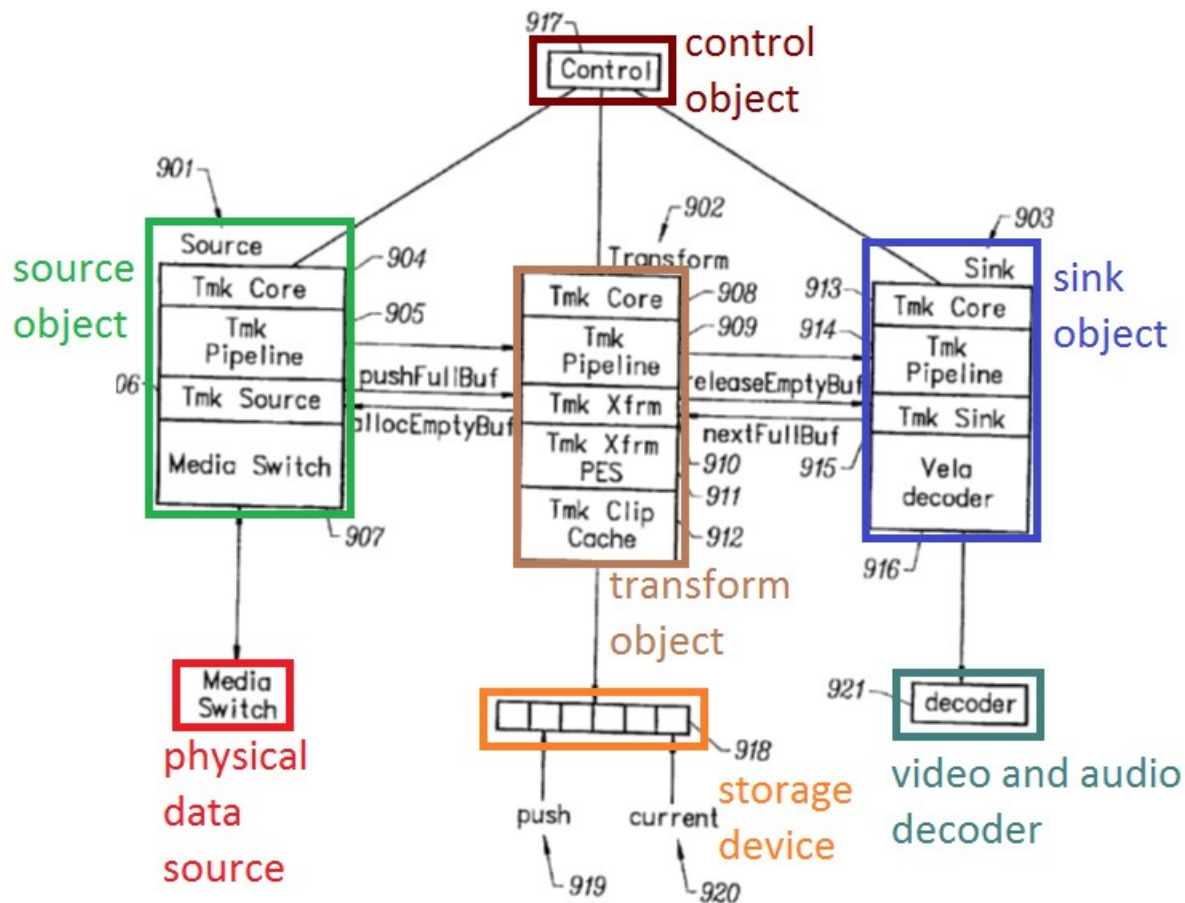 917
Control
control
object
901
Source
904
Tmk Core
905
Tmk
Pipeline
06
Tmk Source
Media Switch
907
source
object
pushFullBuf
allocEmptyBuf
902
Transform
Tmk Core
908
Tmk
Pipeline
909
Tmk Xfrm
910
Tmk Xfrm
PES
911
Tmk Clip
Cache
912
transform
object
releaseEmptyBuf
nextFullBuf
903
Sink
913
Tmk Core
914
Tmk
Pipeline
Tmk Sink
915
Vela
decoder
916
sink
object
Media
Switch
physical
data
source
918
push
current
919
920
storage
device
921
decoder
video and audio
decoder